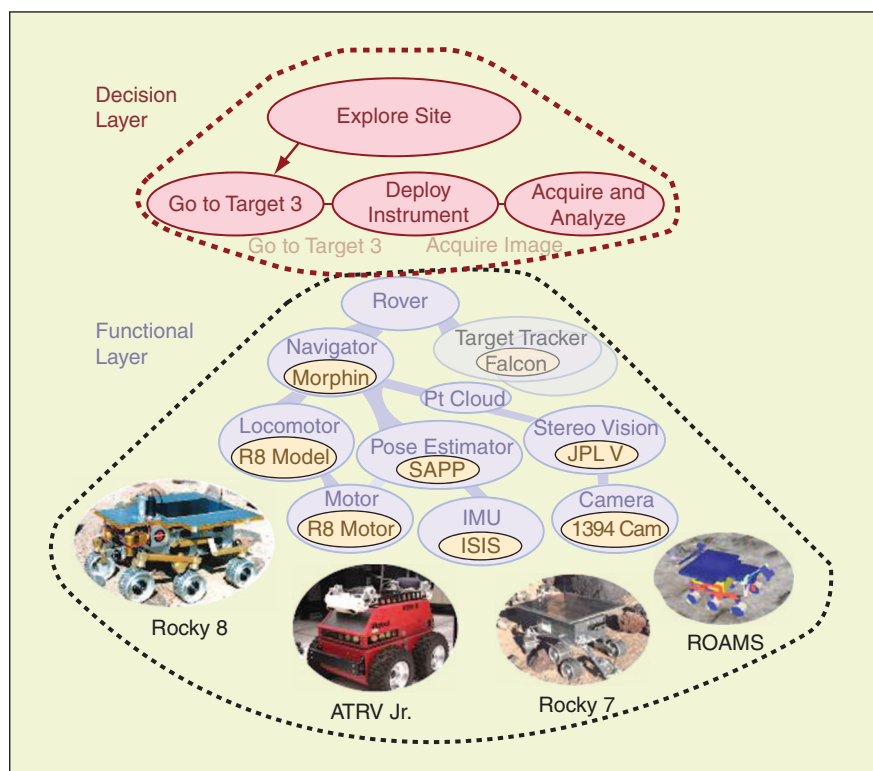 Decision
Layer
Explore Site
Go to Target 3
Deploy
Instrument
Acquire and
Analyze
Go to Target 3
Acquire Image
Rover
Functional
Layer
Navigator
Morphin
Target Tracker
Falcon
Pt Cloud
Locomotor
R8 Model
Pose Estimator
SAPP
Stereo Vision
JPL V
Motor
R8 Motor
IMU
ISIS
Camera
1394 Cam
Rocky 8
ATRV Jr.
Rocky 7
ROAMS